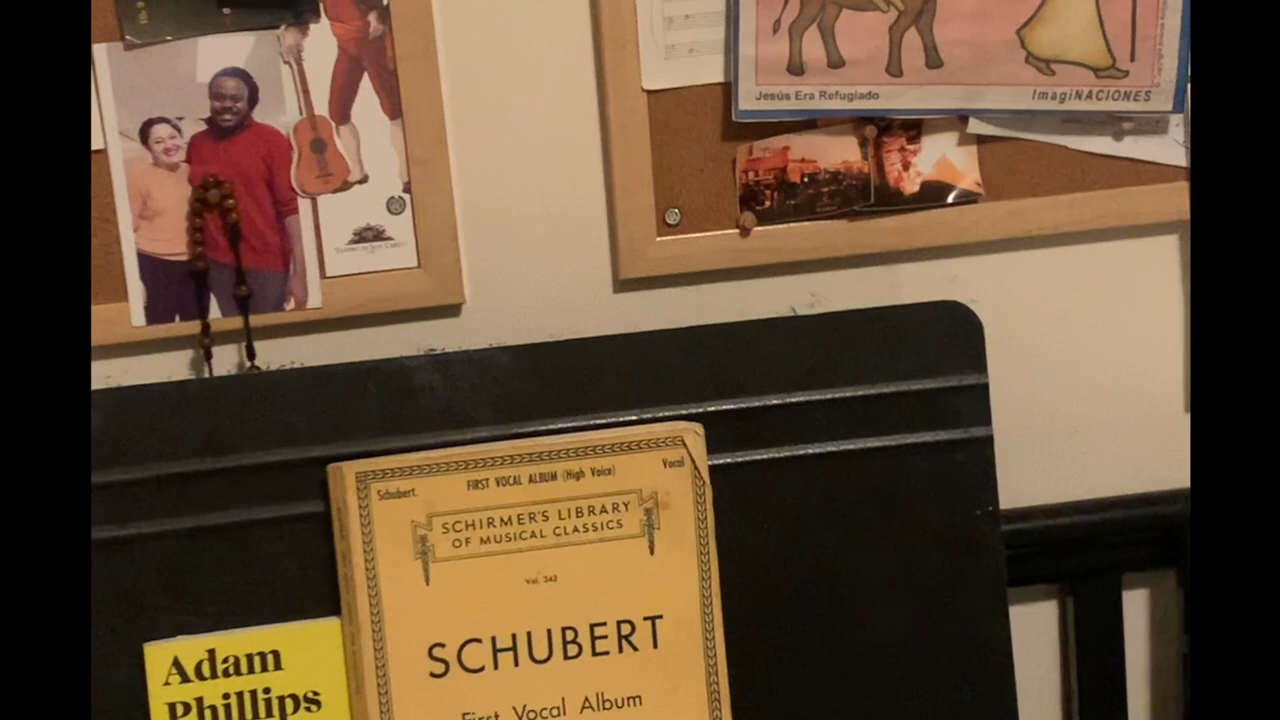 Jesús Era Refugiado
ImagiNACIONES
Schubert.
FIRST VOCAL ALBUM (High Voice)
Vocal
SCHIRMER'S LIBRARY
OF MUSICAL CLASSICS
Vol. 342
SCHUBERT
First Vocal Album
Adam
Phillips